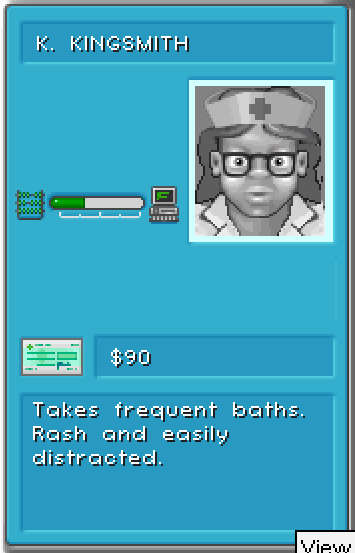 K. KINGSMITH
$90
Takes frequent baths.
Rash and easily
distracted.
View